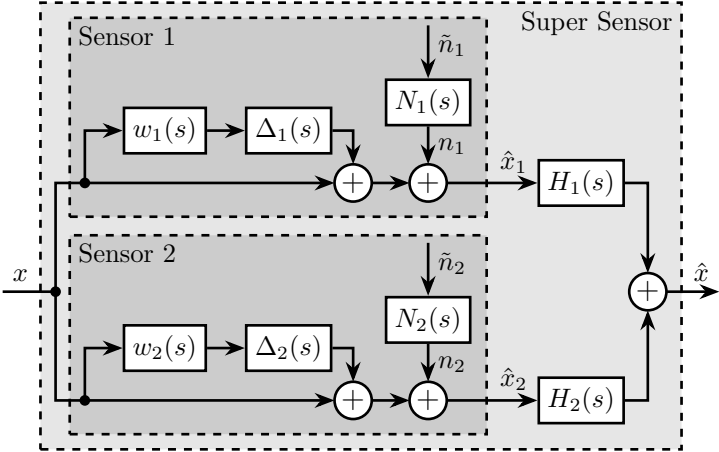 Super Sensor
Sensor 1
ñ₁
N₁(s)
w₁(s)
Δ₁(s)
n₁
+
+
x̂₁
H₁(s)
x
Sensor 2
ñ₂
N₂(s)
+
x̂
w₂(s)
Δ₂(s)
n₂
+
+
x̂₂
H₂(s)